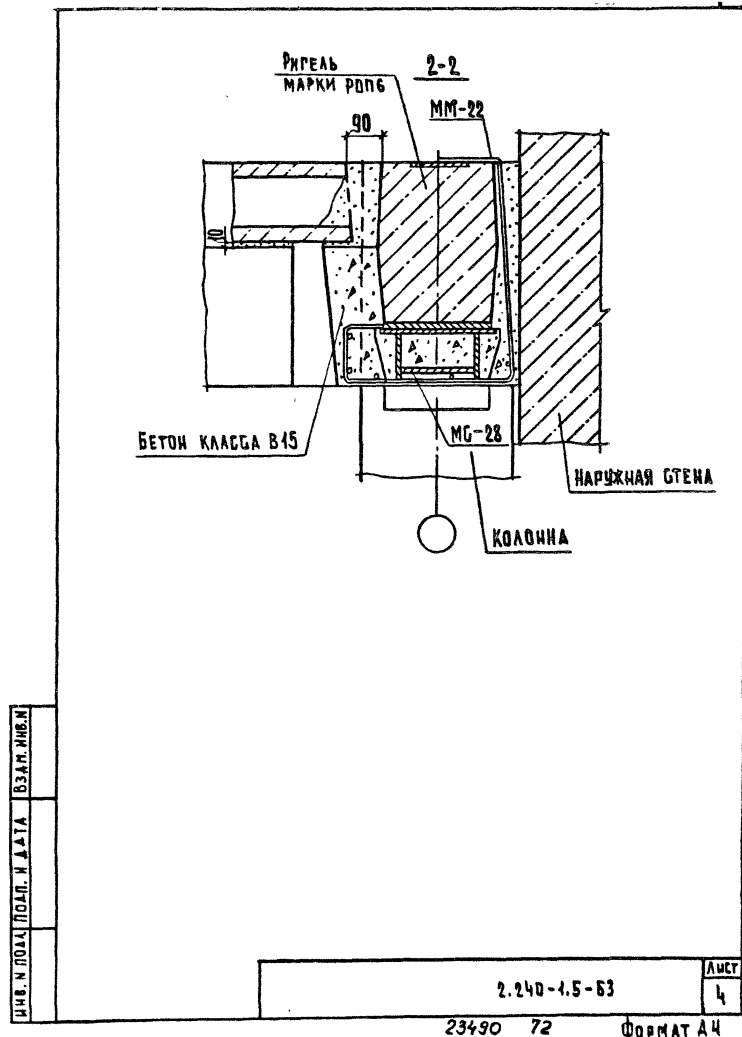 Ригель
марки РОП6
2-2
ММ-22
90
10
Бетон класса В15
МС-28
Наружная стена
Колонна
Взам. инв. N
Подп. и дата
Инв. N подл.
2.240-1.5-63
Лист
4
23490 72 Формат А4